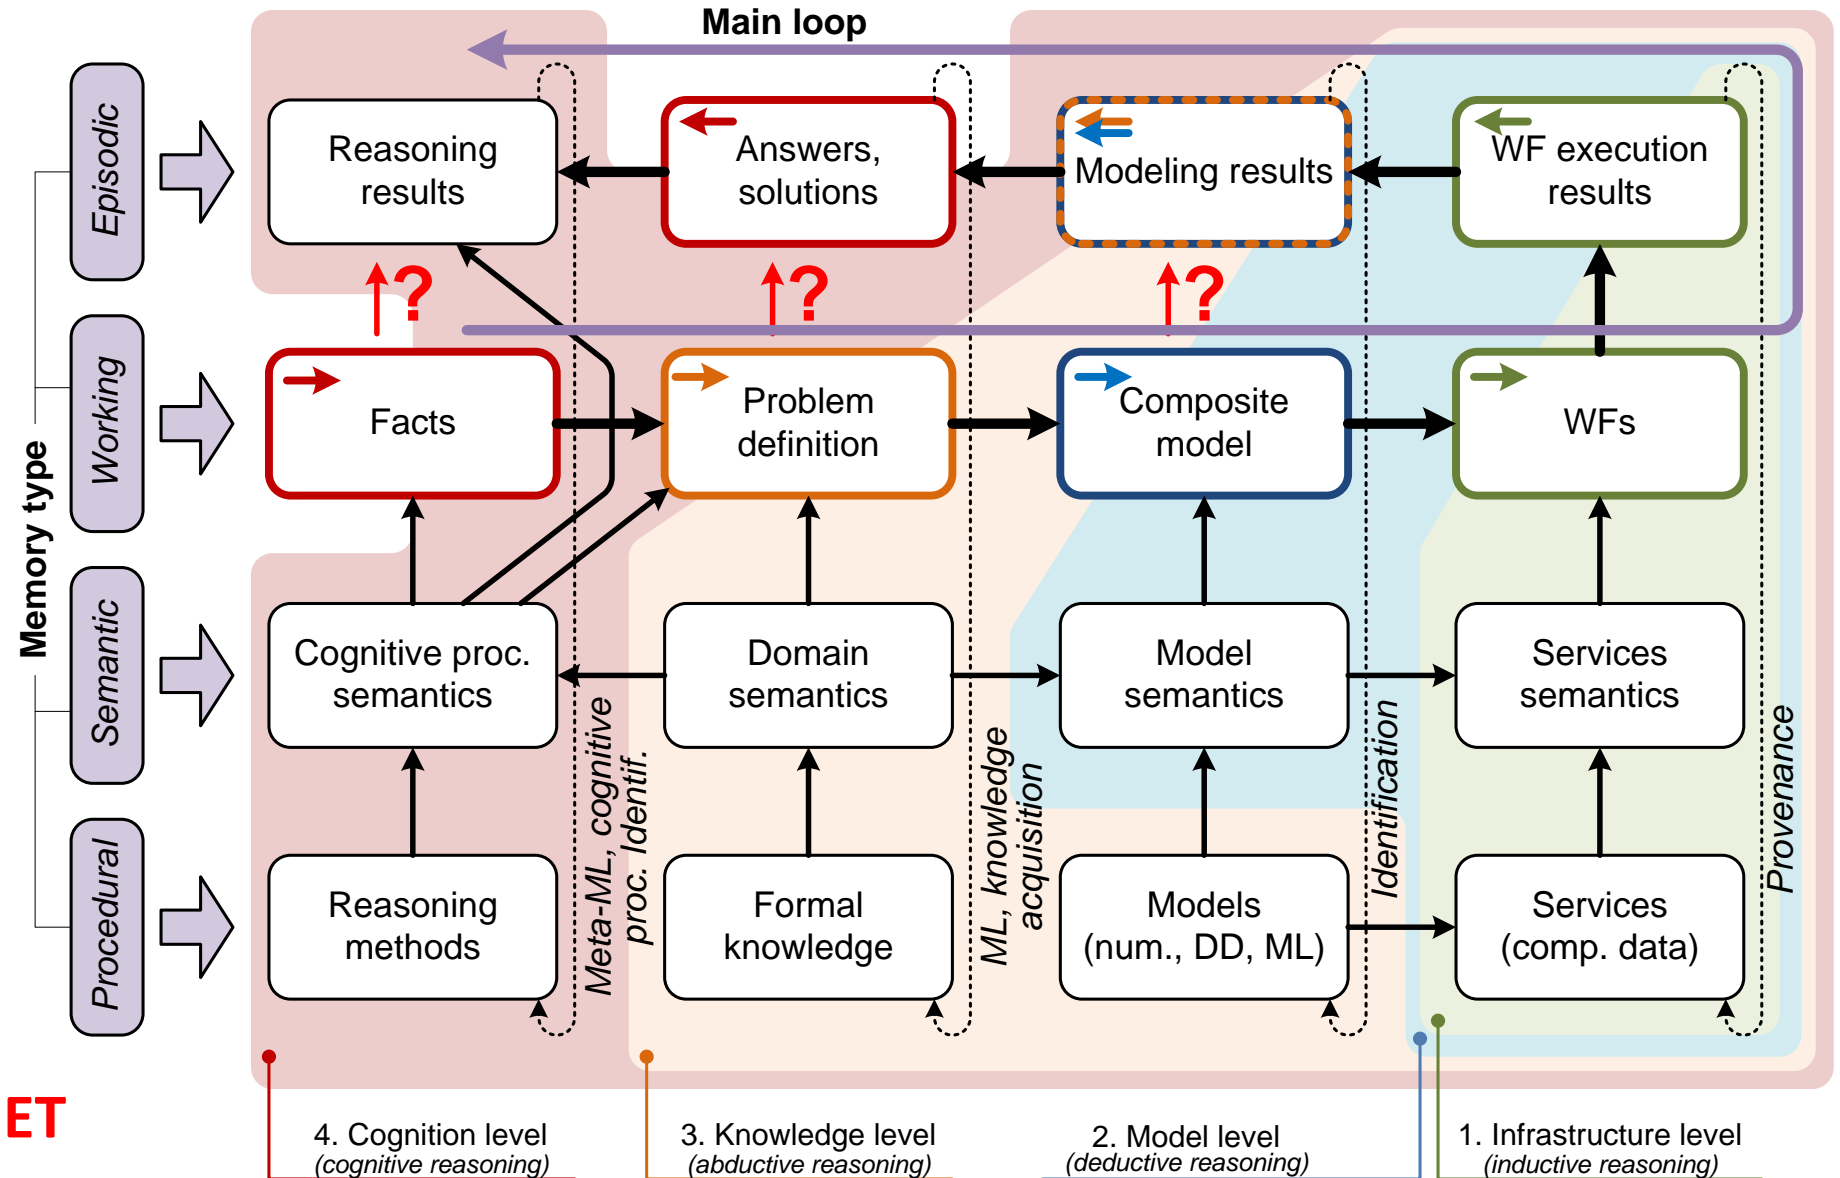 Main loop
Memory type
Episodic
Reasoning
results
Answers,
solutions
Modeling results
WF execution
results
?
?
?
Working
Facts
Problem
definition
Composite
model
WFs
Semantic
Cognitive proc.
semantics
Domain
semantics
Model
semantics
Services
semantics
Meta-ML, cognitive
proc. Identif.
ML, knowledge
acquisition
Identification
Provenance
Procedural
Reasoning
methods
Formal
knowledge
Models
(num., DD, ML)
Services
(comp. data)
ET
4. Cognition level
(cognitive reasoning)
3. Knowledge level
(abductive reasoning)
2. Model level
(deductive reasoning)
1. Infrastructure level
(inductive reasoning)